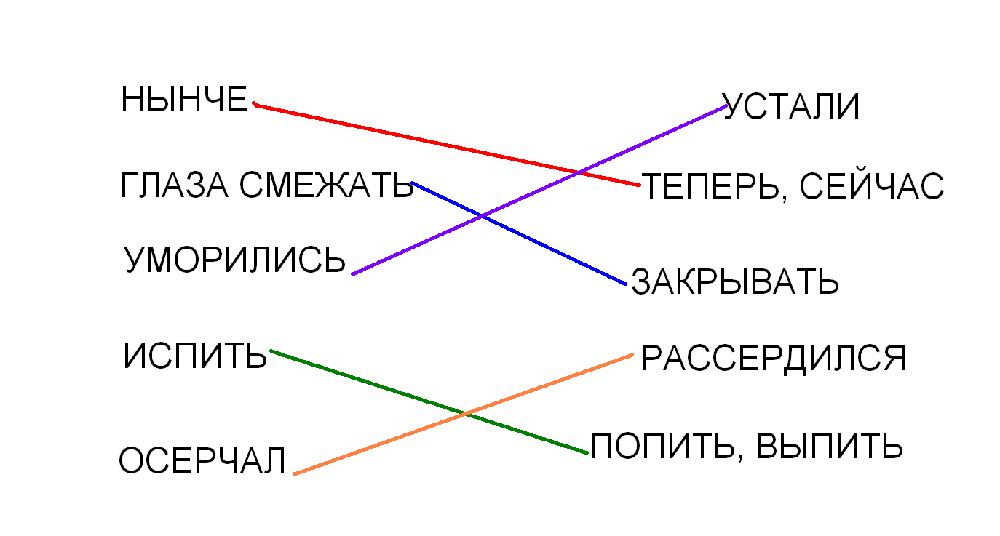 НЫНЧЕ
УСТАЛИ
ГЛАЗА СМЕЖАТЬ
ТЕПЕРЬ, СЕЙЧАС
УМОРИЛИСЬ
ЗАКРЫВАТЬ
ИСПИТЬ
РАССЕРДИЛСЯ
ОСЕРЧАЛ
ПОПИТЬ, ВЫПИТЬ